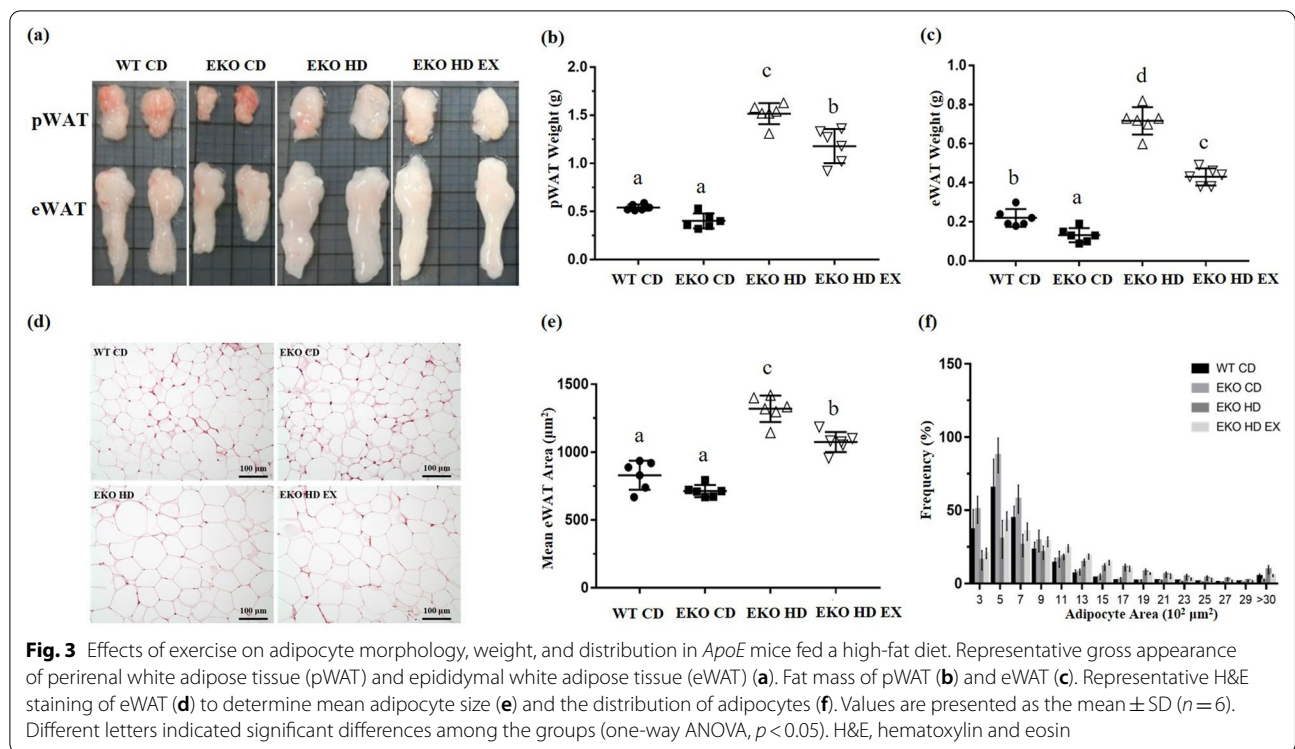 (a)
WT CD EKO CD EKO HD EKO HD EX
pWAT
eWAT
(b)
pWAT Weight (g)
2.0
1.5
1.0
0.5
0.0
a
a
c
b
WT CD EKO CD EKO HD EKO HD EX
(c)
eWAT Weight (g)
1.0
0.8
0.6
0.4
0.2
0.0
b
a
d
c
WT CD EKO CD EKO HD EKO HD EX
(d)
WT CD
100 µm
EKO CD
100 µm
EKO HD
100 µm
EKO HD EX
100 µm
(e)
Mean eWAT Area (µm²)
1500
1000
500
0
a
a
c
b
WT CD EKO CD EKO HD EKO HD EX
(f)
Frequency (%)
150
100
50
0
WT CD
EKO CD
EKO HD
EKO HD EX
3 5 7 9 11 13 15 17 19 21 23 25 27 29 >30
Adipocyte Area (10² µm²)
Fig. 3 Effects of exercise on adipocyte morphology, weight, and distribution in ApoE mice fed a high-fat diet. Representative gross appearance
of perirenal white adipose tissue (pWAT) and epididymal white adipose tissue (eWAT) (a). Fat mass of pWAT (b) and eWAT (c). Representative H&E
staining of eWAT (d) to determine mean adipocyte size (e) and the distribution of adipocytes (f). Values are presented as the mean ± SD (n = 6).
Different letters indicated significant differences among the groups (one-way ANOVA, p < 0.05). H&E, hematoxylin and eosin